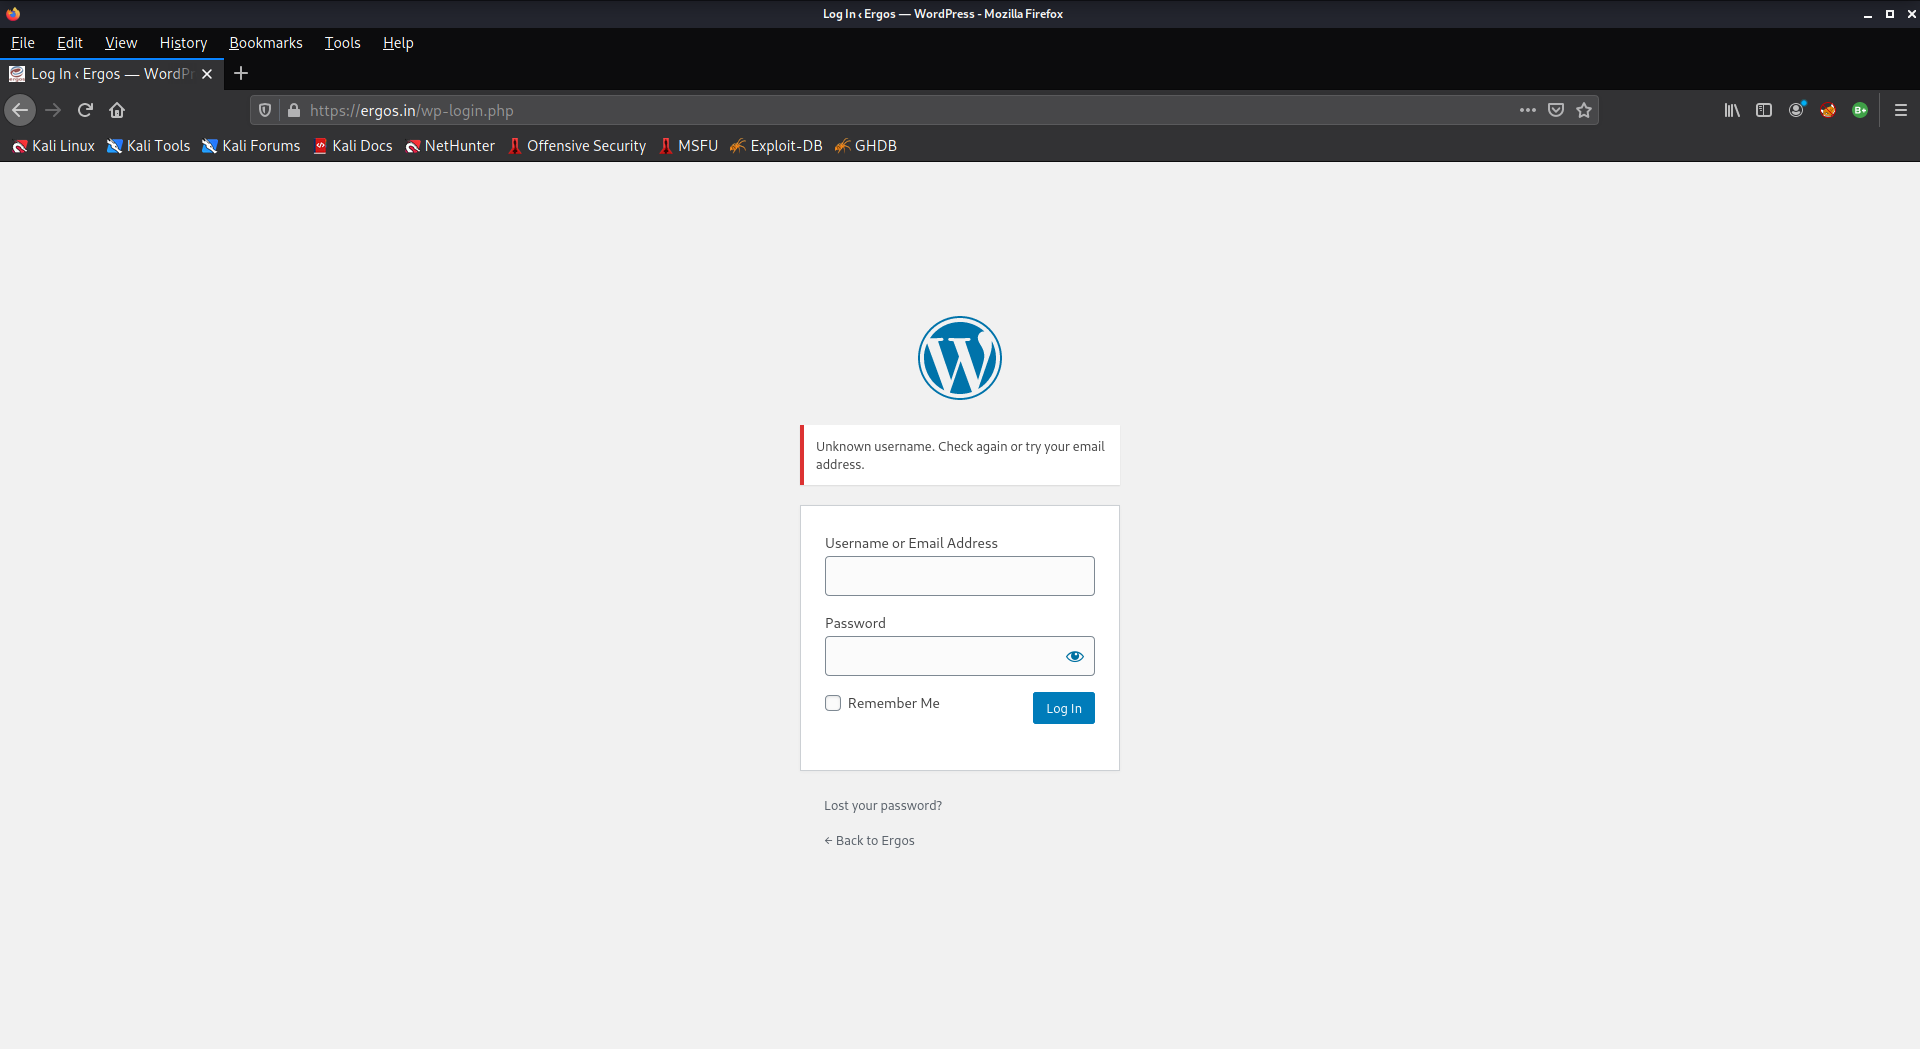 Log In ‹ Ergos — WordPress - Mozilla Firefox
File Edit View History Bookmarks Tools Help
Log In ‹ Ergos — WordPr
https://ergos.in/wp-login.php
Kali Linux Kali Tools Kali Forums Kali Docs NetHunter Offensive Security MSFU Exploit-DB GHDB
Unknown username. Check again or try your email
address.
Username or Email Address
Password
Remember Me
Log In
Lost your password?
← Back to Ergos